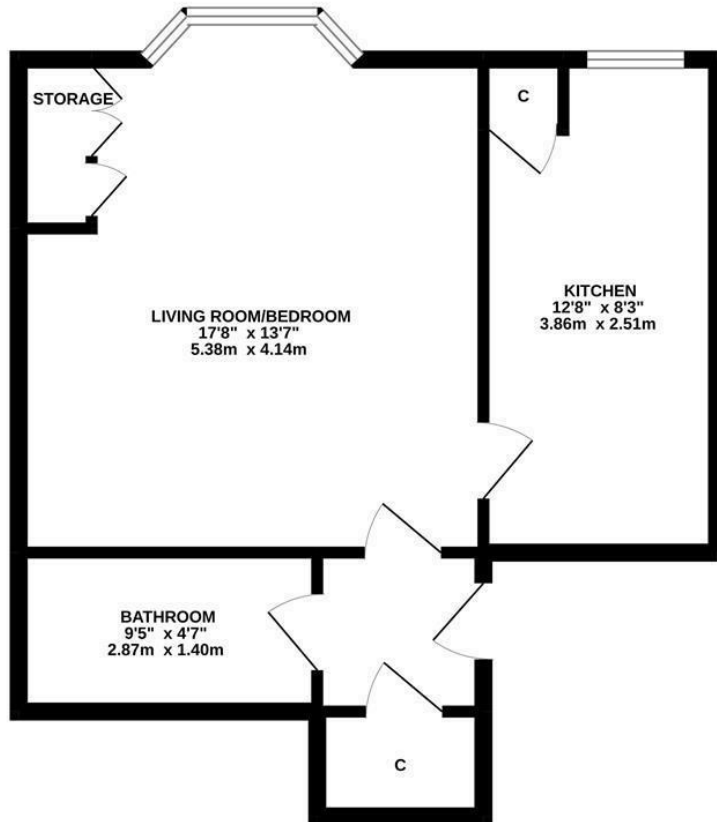 STORAGE
C
KITCHEN
12'8" x 8'3"
3.86m x 2.51m
LIVING ROOM/BEDROOM
17'8" x 13'7"
5.38m x 4.14m
BATHROOM
9'5" x 4'7"
2.87m x 1.40m
C